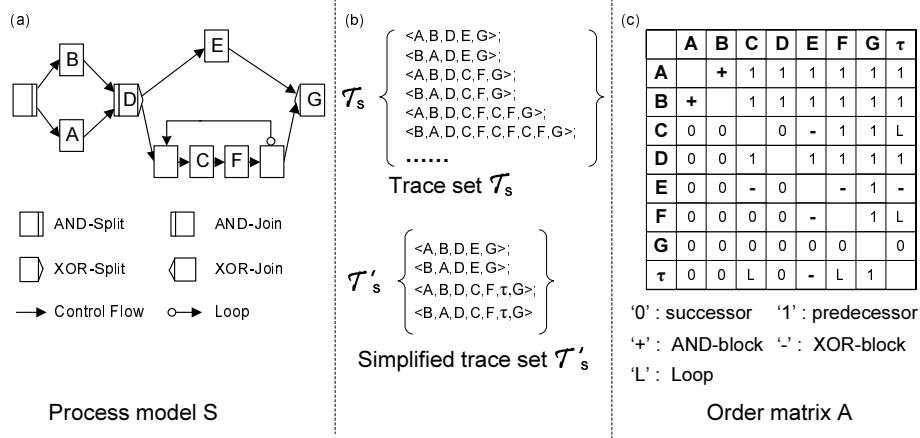 (a)
B
A
D
E
G
C F
AND-Split AND-Join
XOR-Split XOR-Join
Control Flow Loop
Process model S
(b)
𝒯s
<A,B,D,E,G>;
<B,A,D,E,G>;
<A,B,D,C,F,G>;
<B,A,D,C,F,G>;
<A,B,D,C,F,C,F,G>;
<B,A,D,C,F,C,F,C,F,G>;
......
Trace set 𝒯s
𝒯's
<A,B,D,E,G>;
<B,A,D,E,G>;
<A,B,D,C,F,τ,G>;
<B,A,D,C,F,τ,G>
Simplified trace set 𝒯's
(c)
A B C D E F G τ
A + 1 1 1 1 1 1
B + 1 1 1 1 1 1
C 0 0 0 - 1 1 L
D 0 0 1 1 1 1 1
E 0 0 - 0 - 1 -
F 0 0 0 0 - 1 L
G 0 0 0 0 0 0 0
τ 0 0 L 0 - L 1
'0' : successor '1' : predecessor
'+' : AND-block '-' : XOR-block
'L' : Loop
Order matrix A